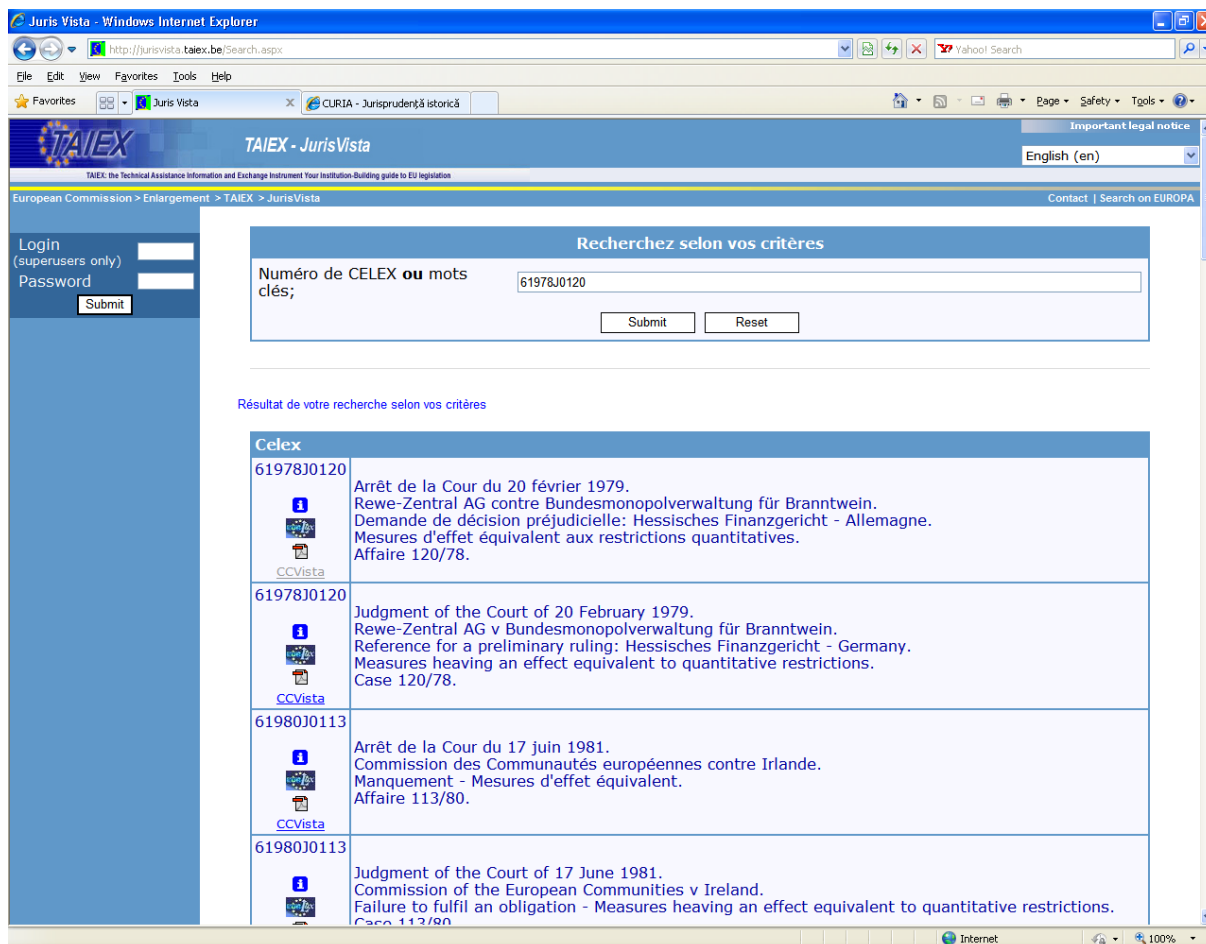 Juris Vista - Windows Internet Explorer
http://jurisvista.taiex.be/Search.aspx
Yahoo! Search
File Edit View Favorites Tools Help
Favorites
Juris Vista
CURIA - Jurisprudență istorică
Page Safety Tools
TAIEX
TAIEX - JurisVista
Important legal notice
English (en)
TAIEX: the Technical Assistance Information and Exchange Instrument Your Institution-Building guide to EU legislation
European Commission > Enlargement > TAIEX > JurisVista
Contact | Search on EUROPA
Login
(superusers only)
Password
Submit
Recherchez selon vos critères
Numéro de CELEX ou mots
clés;
61978J0120
Submit Reset
Résultat de votre recherche selon vos critères
Celex
61978J0120
CCVista
Arrêt de la Cour du 20 février 1979.
Rewe-Zentral AG contre Bundesmonopolverwaltung für Branntwein.
Demande de décision préjudicielle: Hessisches Finanzgericht - Allemagne.
Mesures d'effet équivalent aux restrictions quantitatives.
Affaire 120/78.
61978J0120
CCVista
Judgment of the Court of 20 February 1979.
Rewe-Zentral AG v Bundesmonopolverwaltung für Branntwein.
Reference for a preliminary ruling: Hessisches Finanzgericht - Germany.
Measures heaving an effect equivalent to quantitative restrictions.
Case 120/78.
61980J0113
CCVista
Arrêt de la Cour du 17 juin 1981.
Commission des Communautés européennes contre Irlande.
Manquement - Mesures d'effet équivalent.
Affaire 113/80.
61980J0113
Judgment of the Court of 17 June 1981.
Commission of the European Communities v Ireland.
Failure to fulfil an obligation - Measures heaving an effect equivalent to quantitative restrictions.
Case 113/80.
Internet
100%